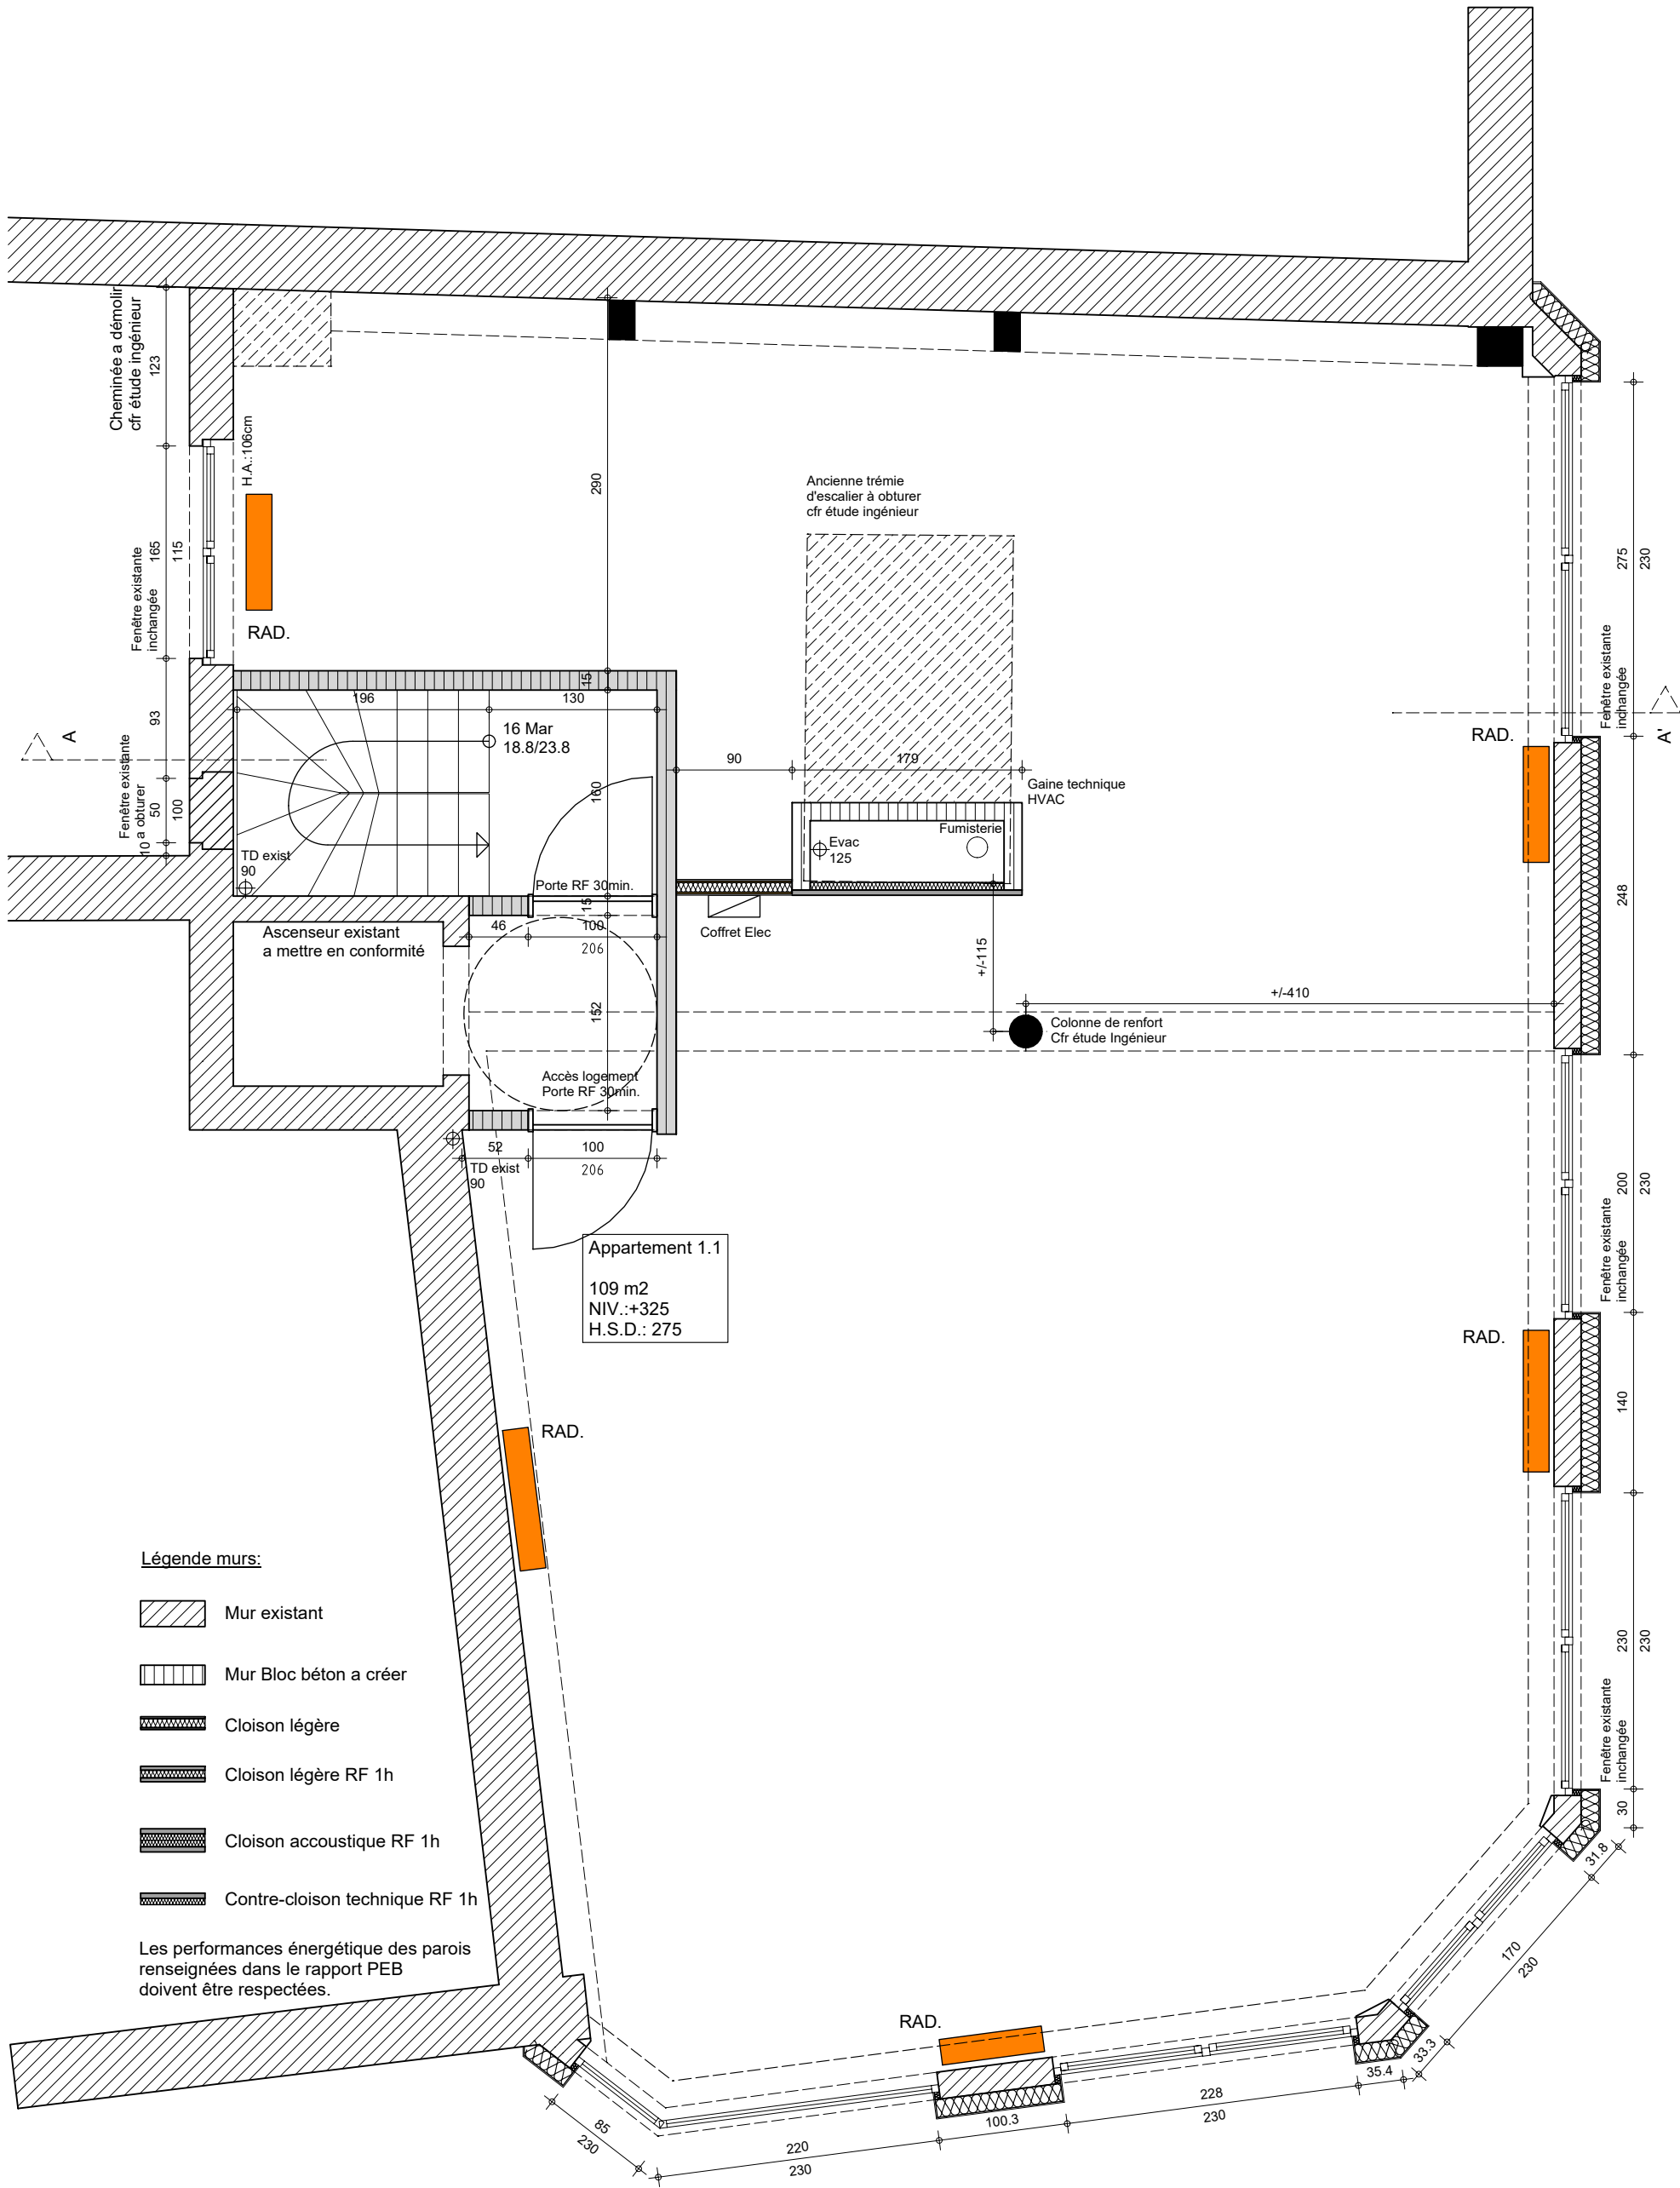 Cheminée a démolir
cfr étude ingénieur
123
H.A.:106cm
290
Ancienne trémie
d'escalier à obturer
cfr étude ingénieur
Fenêtre existante
inchangée
165
115
RAD.
275
230
Fenêtre existante
inchangée
15
196
130
16 Mar
18.8/23.8
93
A
A'
RAD.
90
179
Gaine technique
HVAC
Fenêtre existante
a obturer
50
100
10
160
Evac
125
Fumisterie
TD exist
90
Porte RF 30min.
15
248
Ascenseur existant
a mettre en conformité
46
100
206
Coffret Elec
+/-115
+/-410
152
Colonne de renfort
Cfr étude Ingénieur
Accès logement
Porte RF 30min.
52
100
206
TD exist
90
200
230
Fenêtre existante
inchangée
Appartement 1.1
109 m2
NIV.:+325
H.S.D.: 275
RAD.
140
RAD.
230
230
Fenêtre existante
inchangée
30
31.8
170
230
33.3
35.4
228
230
100.3
220
230
85
230
RAD.
Légende murs:
Mur existant
Mur Bloc béton a créer
Cloison légère
Cloison légère RF 1h
Cloison accoustique RF 1h
Contre-cloison technique RF 1h
Les performances énergétique des parois
renseignées dans le rapport PEB
doivent être respectées.